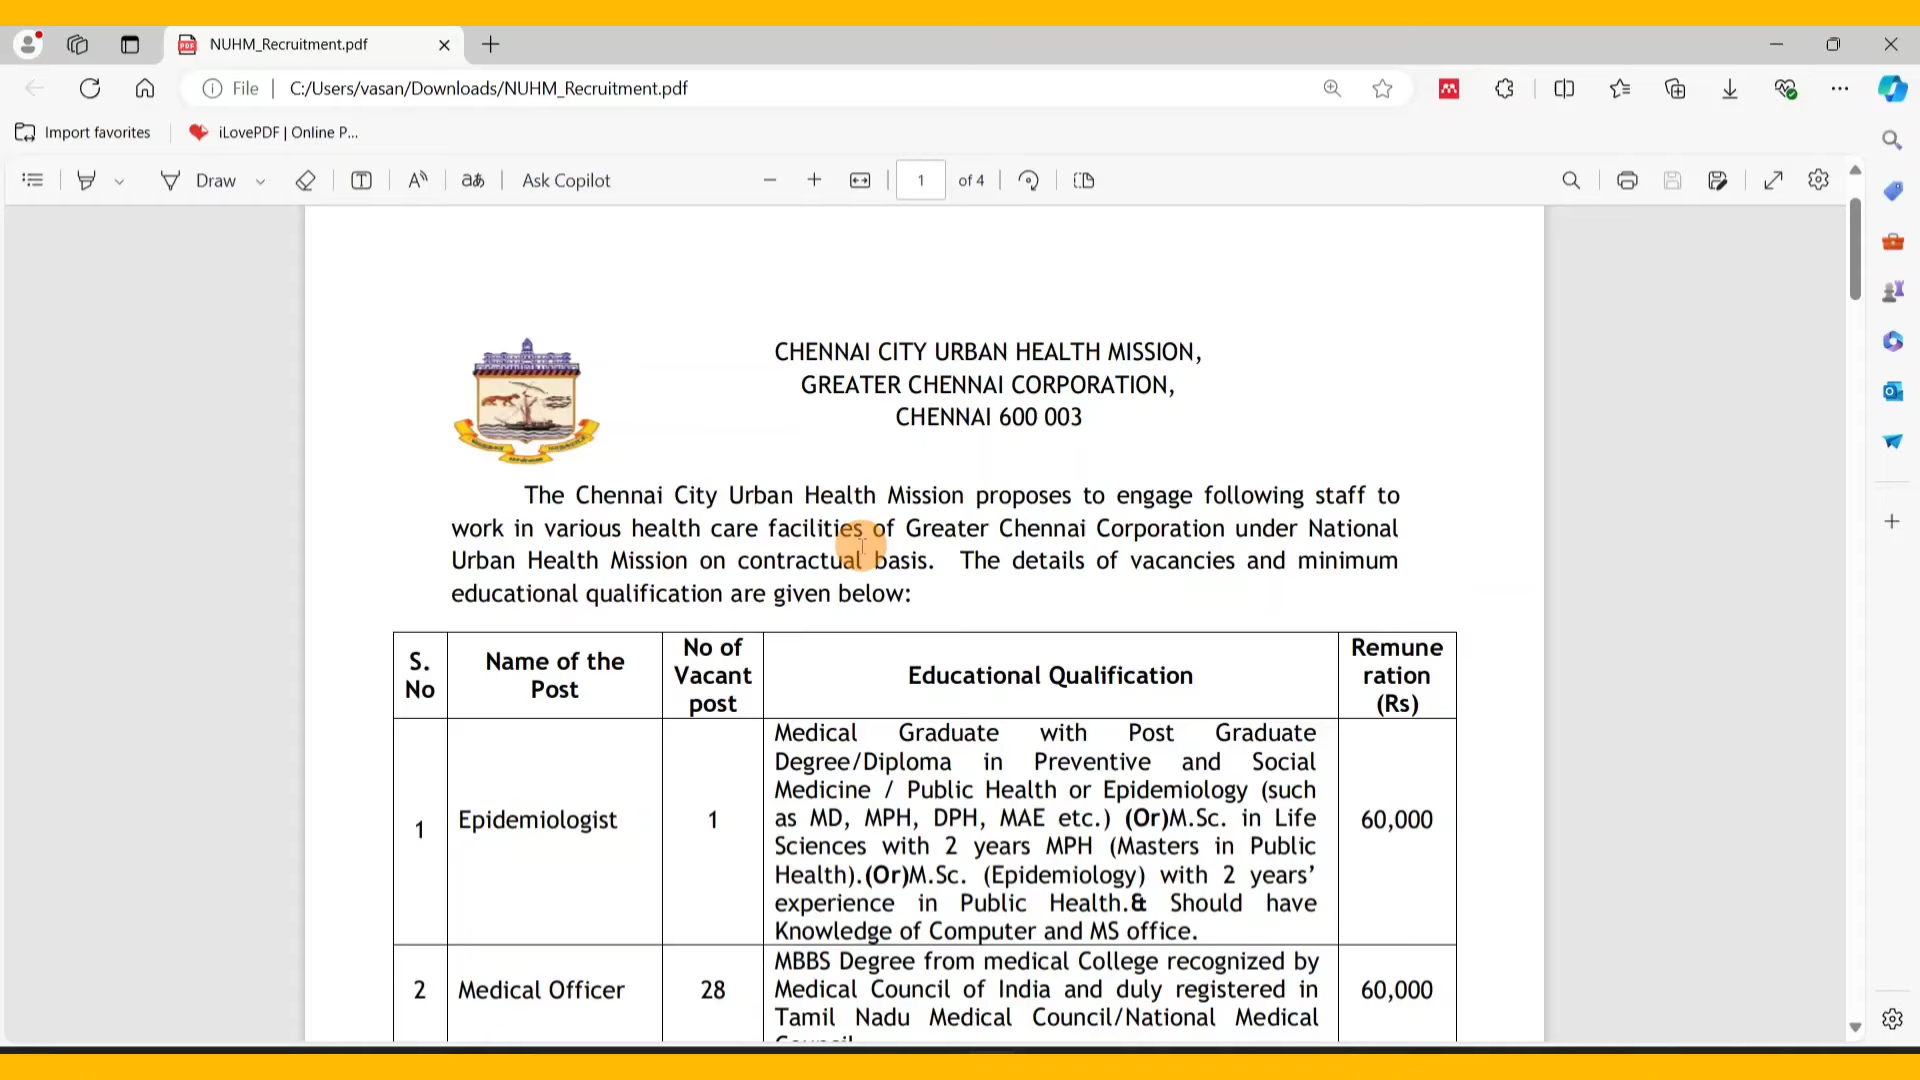 NUHM_Recruitment.pdf
File
C:/Users/vasan/Downloads/NUHM_Recruitment.pdf
Import favorites
iLovePDF | Online P...
Draw
Ask Copilot
1
of 4
CHENNAI CITY URBAN HEALTH MISSION,
GREATER CHENNAI CORPORATION,
CHENNAI 600 003
The Chennai City Urban Health Mission proposes to engage following staff to
work in various health care facilities of Greater Chennai Corporation under National
Urban Health Mission on contractual basis. The details of vacancies and minimum
educational qualification are given below:
S. No
Name of the Post
No of Vacant post
Educational Qualification
Remune ration (Rs)
1
Epidemiologist
1
Medical Graduate with Post Graduate
Degree/Diploma in Preventive and Social
Medicine / Public Health or Epidemiology (such
as MD, MPH, DPH, MAE etc.) (Or)M.Sc. in Life
Sciences with 2 years MPH (Masters in Public
Health).(Or)M.Sc. (Epidemiology) with 2 years’
experience in Public Health.& Should have
Knowledge of Computer and MS office.
60,000
2
Medical Officer
28
MBBS Degree from medical College recognized by
Medical Council of India and duly registered in
Tamil Nadu Medical Council/National Medical
60,000